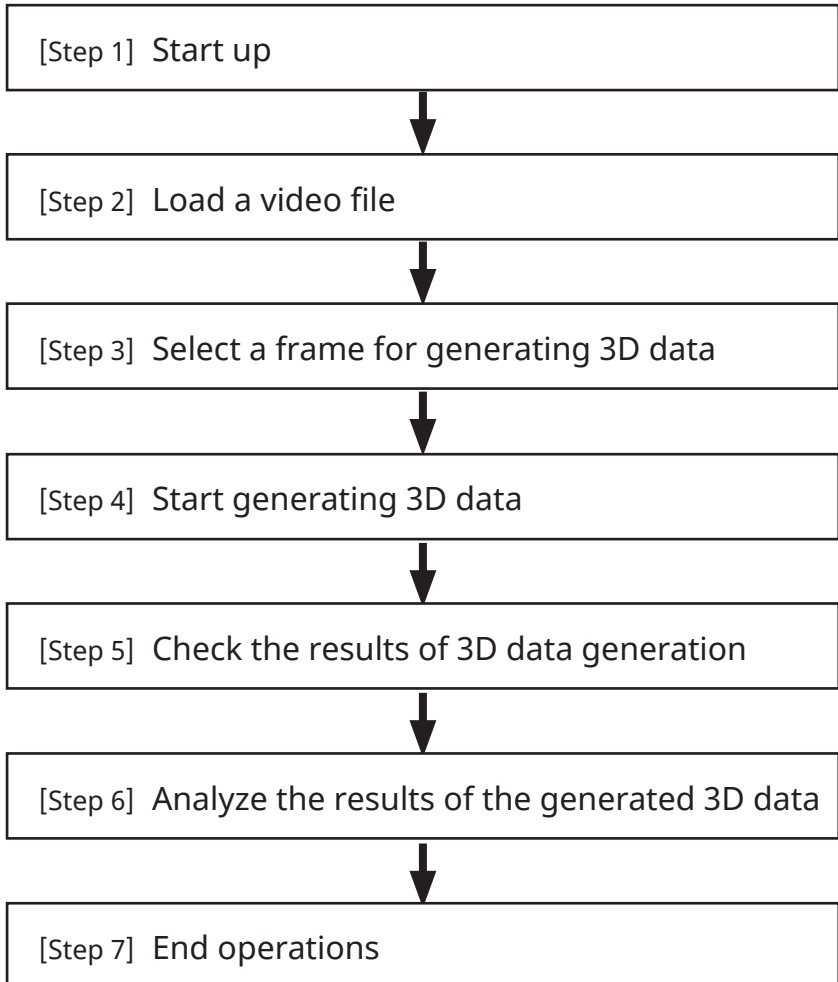 [Step 1] Start up
[Step 2] Load a video file
[Step 3] Select a frame for generating 3D data
[Step 4] Start generating 3D data
[Step 5] Check the results of 3D data generation
[Step 6] Analyze the results of the generated 3D data
[Step 7] End operations